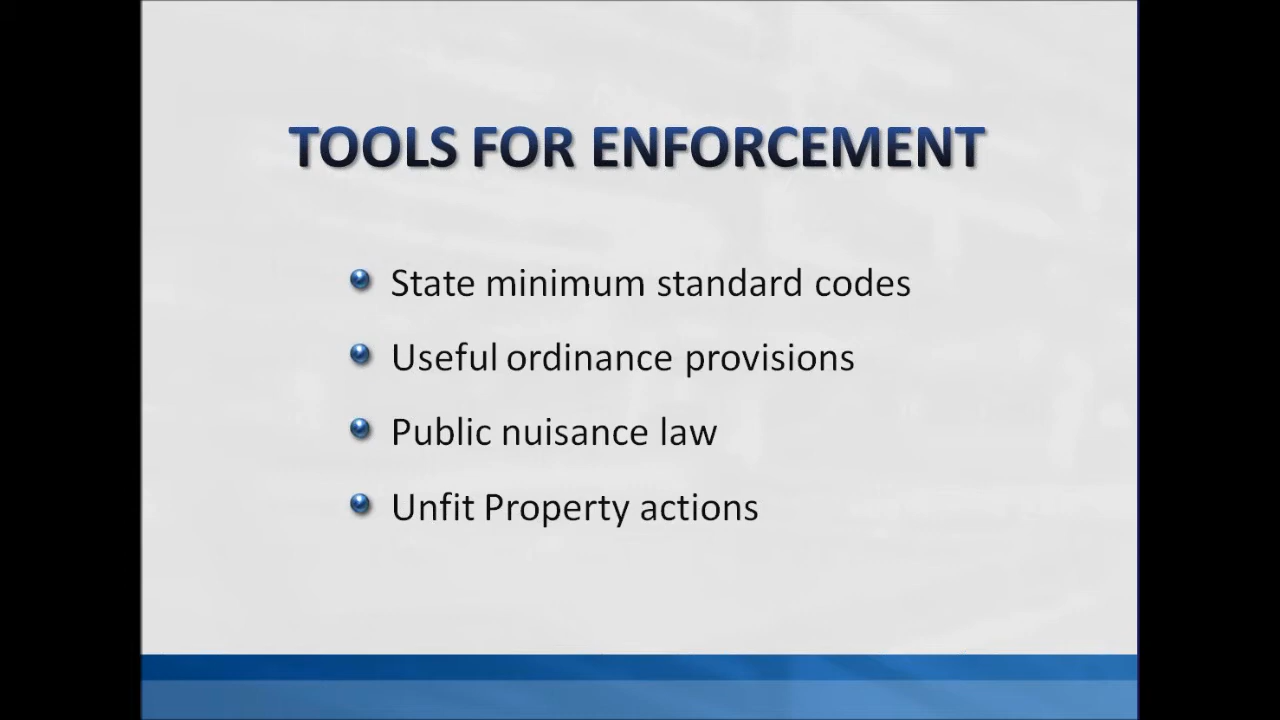 TOOLS FOR ENFORCEMENT
State minimum standard codes
Useful ordinance provisions
Public nuisance law
Unfit Property actions